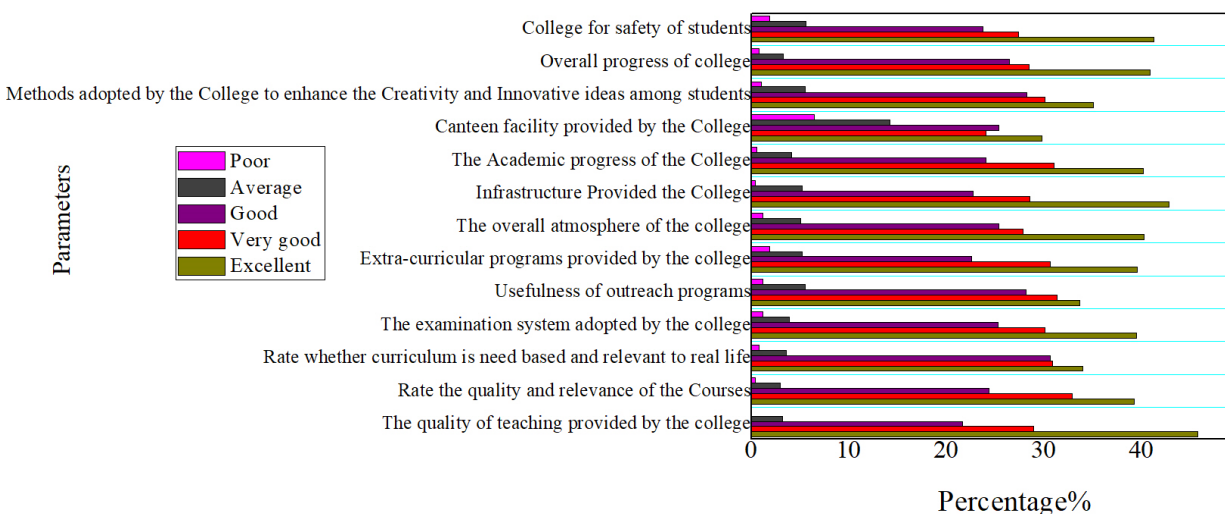 College for safety of students
Overall progress of college
Methods adopted by the College to enhance the Creativity and Innovative ideas among students
Canteen facility provided by the College
The Academic progress of the College
Infrastructure Provided the College
The overall atmosphere of the college
Extra-curricular programs provided by the college
Usefulness of outreach programs
The examination system adopted by the college
Rate whether curriculum is need based and relevant to real life
Rate the quality and relevance of the Courses
The quality of teaching provided by the college
Parameters
Poor
Average
Good
Very good
Excellent
0 10 20 30 40
Percentage%